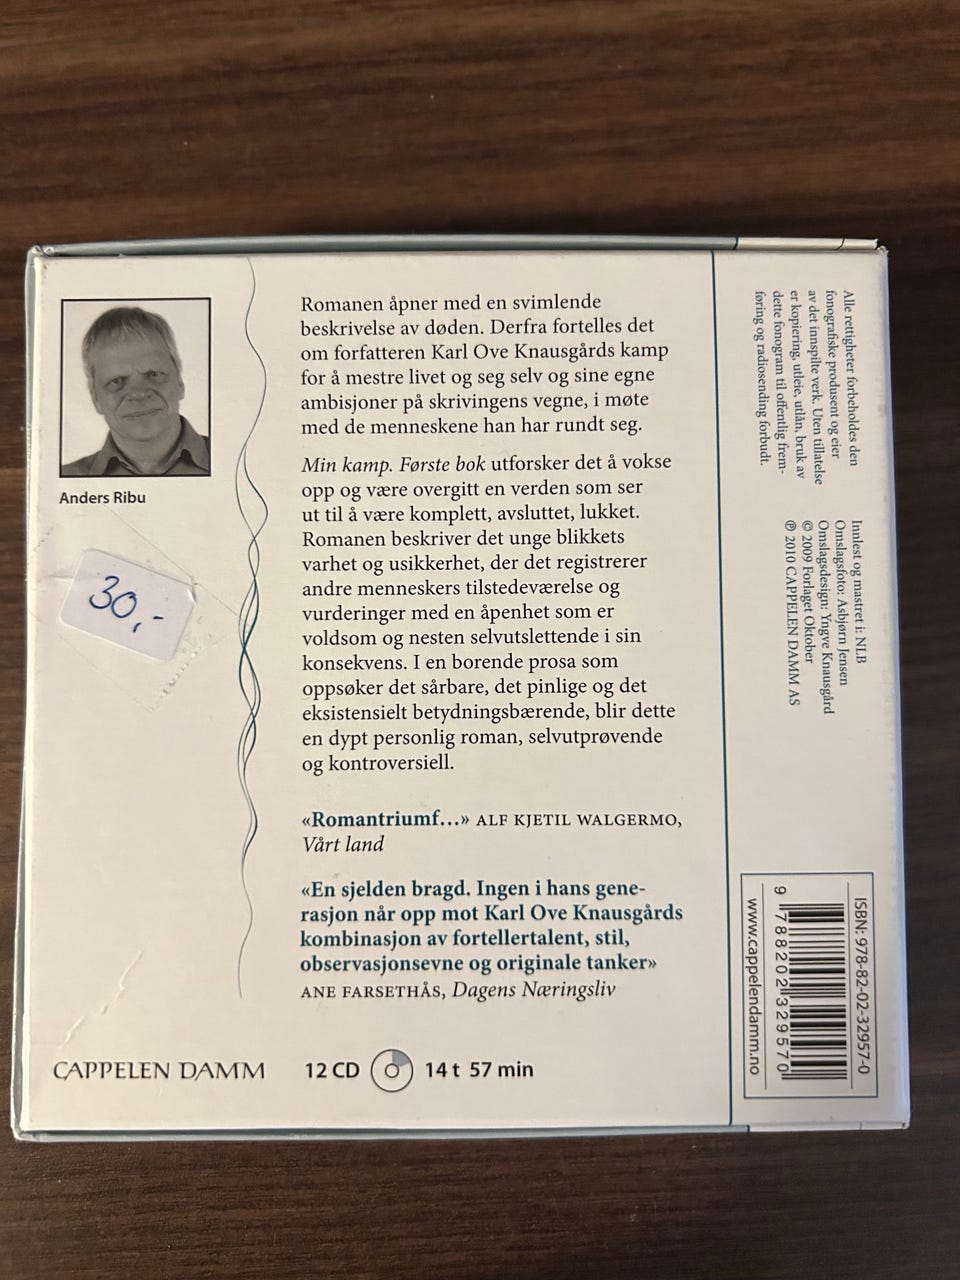 Anders Ribu
30,-
Romanen åpner med en svimlende
beskrivelse av døden. Derfra fortelles det
om forfatteren Karl Ove Knausgårds kamp
for å mestre livet og seg selv og sine egne
ambisjoner på skrivingens vegne, i møte
med de menneskene han har rundt seg.
Min kamp. Første bok utforsker det å vokse
opp og være overgitt en verden som ser
ut til å være komplett, avsluttet, lukket.
Romanen beskriver det unge blikkets
varhet og usikkerhet, der det registrerer
andre menneskers tilstedeværelse og
vurderinger med en åpenhet som er
voldsom og nesten selvutslettende i sin
konsekvens. I en borende prosa som
oppsøker det sårbare, det pinlige og det
eksistensielt betydningsbærende, blir dette
en dypt personlig roman, selvutprøvende
og kontroversiell.
«Romantriumf...» ALF KJETIL WALGERMO,
Vårt land
«En sjelden bragd. Ingen i hans gene-
rasjon når opp mot Karl Ove Knausgårds
kombinasjon av fortellertalent, stil,
observasjonsevne og originale tanker»
ANE FARSETHÅS, Dagens Næringsliv
CAPPELEN DAMM
12 CD 14 t 57 min
Alle rettigheter forbeholdes den
fonografiske produsent og eier
av det innspilte verk. Uten tillatelse
er kopiering, utleie, utlån, bruk av
dette fonogram til offentlig frem-
føring og radiosending forbudt.
Innlest og mastret i: NLB
Omslagsfoto: Asbjørn Jensen
Omslagsdesign: Yngve Knausgård
© 2009 Forlaget Oktober
℗ 2010 CAPPELEN DAMM AS
ISBN: 978-82-02-32957-0
9 788202 329570
www.cappelendamm.no